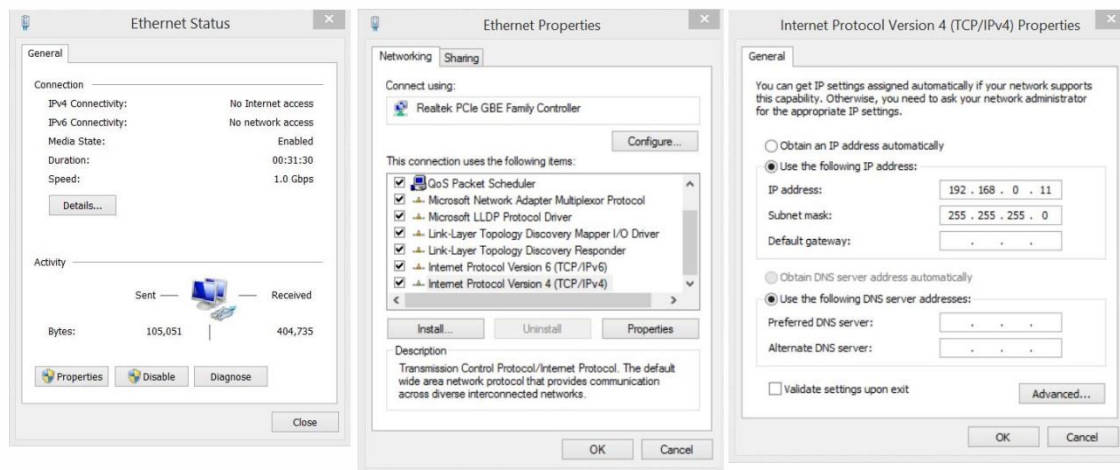 Ethernet Status
General
Connection
IPv4 Connectivity: No Internet access
IPv6 Connectivity: No network access
Media State: Enabled
Duration: 00:31:30
Speed: 1.0 Gbps
Details...
Activity
Sent Received
Bytes: 105,051 404,735
Properties Disable Diagnose
Close
Ethernet Properties
Networking Sharing
Connect using:
Realtek PCIe GBE Family Controller
Configure...
This connection uses the following items:
QoS Packet Scheduler
Microsoft Network Adapter Multiplexor Protocol
Microsoft LLDP Protocol Driver
Link-Layer Topology Discovery Mapper I/O Driver
Link-Layer Topology Discovery Responder
Internet Protocol Version 6 (TCP/IPv6)
Internet Protocol Version 4 (TCP/IPv4)
Install... Uninstall Properties
Description
Transmission Control Protocol/Internet Protocol. The default
wide area network protocol that provides communication
across diverse interconnected networks.
OK Cancel
Internet Protocol Version 4 (TCP/IPv4) Properties
General
You can get IP settings assigned automatically if your network supports
this capability. Otherwise, you need to ask your network administrator
for the appropriate IP settings.
Obtain an IP address automatically
Use the following IP address:
IP address: 192 . 168 . 0 . 11
Subnet mask: 255 . 255 . 255 . 0
Default gateway: . . .
Obtain DNS server address automatically
Use the following DNS server addresses:
Preferred DNS server: . . .
Alternate DNS server: . . .
Validate settings upon exit
Advanced...
OK Cancel